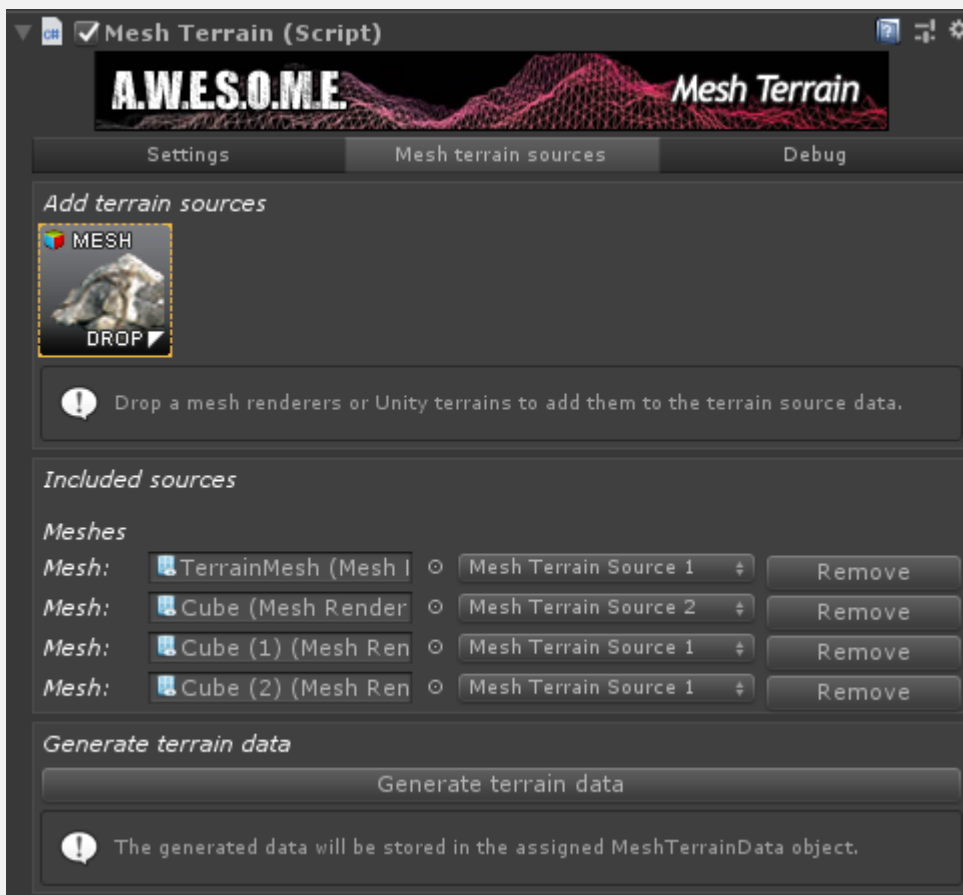 Mesh Terrain (Script)
A.W.E.S.O.M.E. Mesh Terrain
Settings Mesh terrain sources Debug
Add terrain sources
MESH
DROP
Drop a mesh renderers or Unity terrains to add them to the terrain source data.
Included sources
Meshes
Mesh: TerrainMesh (Mesh Mesh Terrain Source 1 Remove
Mesh: Cube (Mesh Render Mesh Terrain Source 2 Remove
Mesh: Cube (1) (Mesh Ren Mesh Terrain Source 1 Remove
Mesh: Cube (2) (Mesh Ren Mesh Terrain Source 1 Remove
Generate terrain data
Generate terrain data
The generated data will be stored in the assigned MeshTerrainData object.